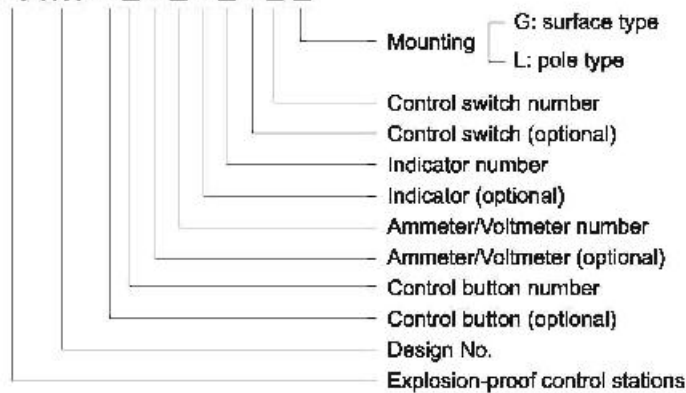 G: surface type
Mounting
L: pole type
Control switch number
Control switch (optional)
Indicator number
Indicator (optional)
Ammeter/Voltmeter number
Ammeter/Voltmeter (optional)
Control button number
Control button (optional)
Design No.
Explosion-proof control stations